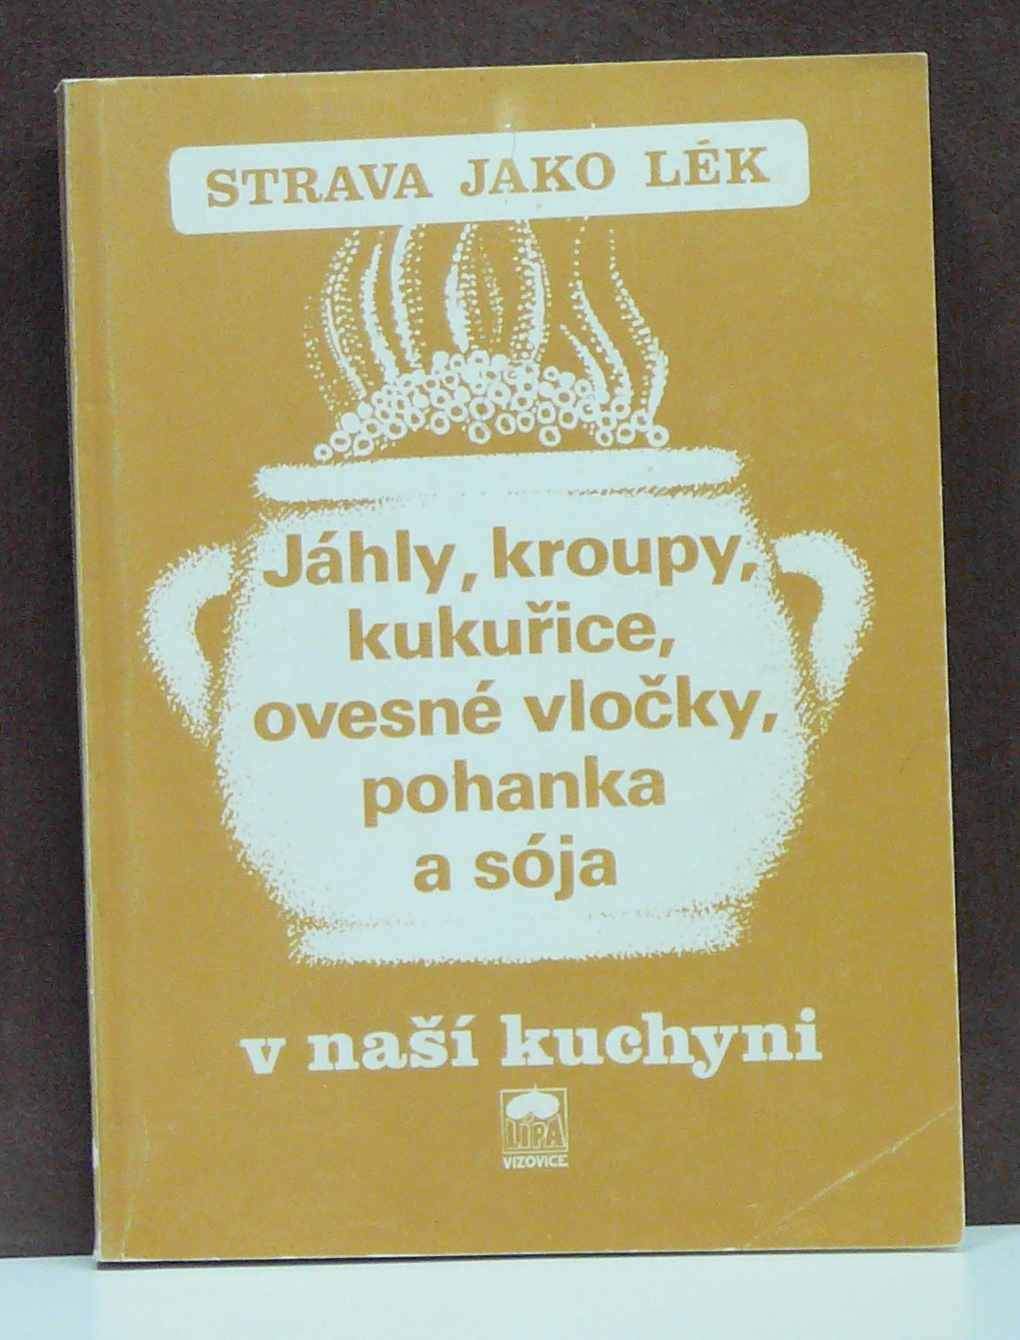 STRAVA JAKO LÉK
Jáhly, kroupy,
kukuřice,
ovesné vločky,
pohanka
a sója
v naší kuchyni
LÍPA
VIZOVICE